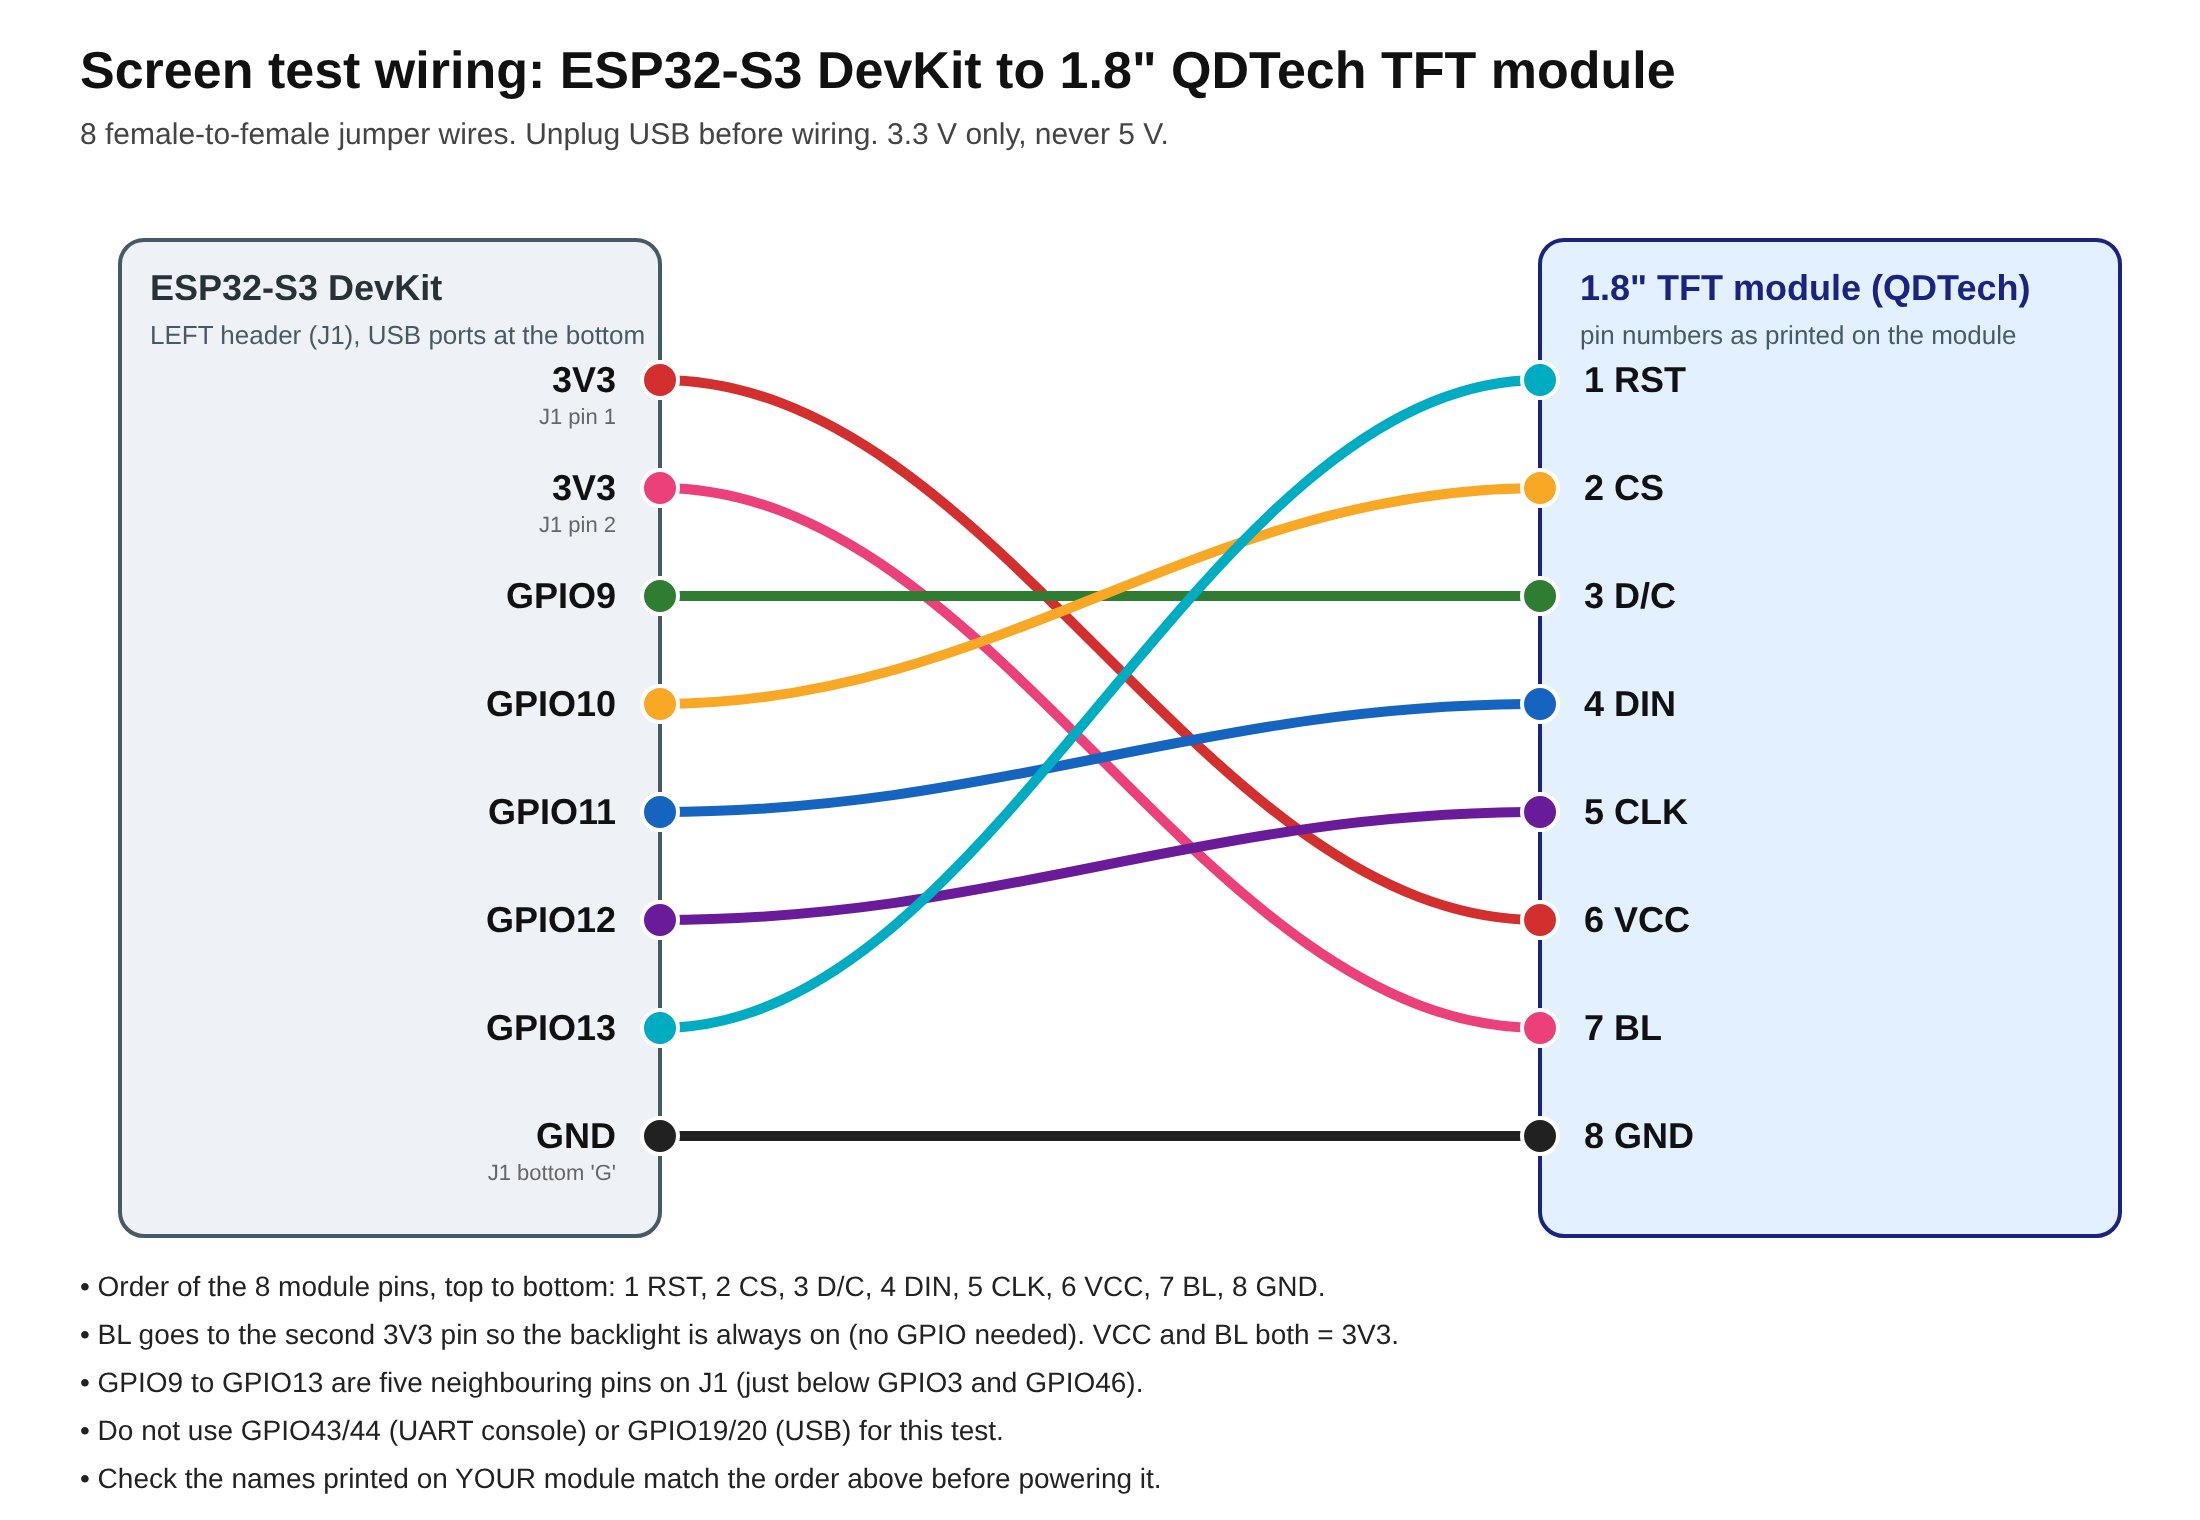 Screen test wiring: ESP32-S3 DevKit to 1.8" QDTech TFT module
8 female-to-female jumper wires. Unplug USB before wiring. 3.3 V only, never 5 V.
ESP32-S3 DevKit
LEFT header (J1), USB ports at the bottom
3V3
J1 pin 1
3V3
J1 pin 2
GPIO9
GPIO10
GPIO11
GPIO12
GPIO13
GND
J1 bottom 'G'
1.8" TFT module (QDTech)
pin numbers as printed on the module
1 RST
2 CS
3 D/C
4 DIN
5 CLK
6 VCC
7 BL
8 GND
• Order of the 8 module pins, top to bottom: 1 RST, 2 CS, 3 D/C, 4 DIN, 5 CLK, 6 VCC, 7 BL, 8 GND.
• BL goes to the second 3V3 pin so the backlight is always on (no GPIO needed). VCC and BL both = 3V3.
• GPIO9 to GPIO13 are five neighbouring pins on J1 (just below GPIO3 and GPIO46).
• Do not use GPIO43/44 (UART console) or GPIO19/20 (USB) for this test.
• Check the names printed on YOUR module match the order above before powering it.